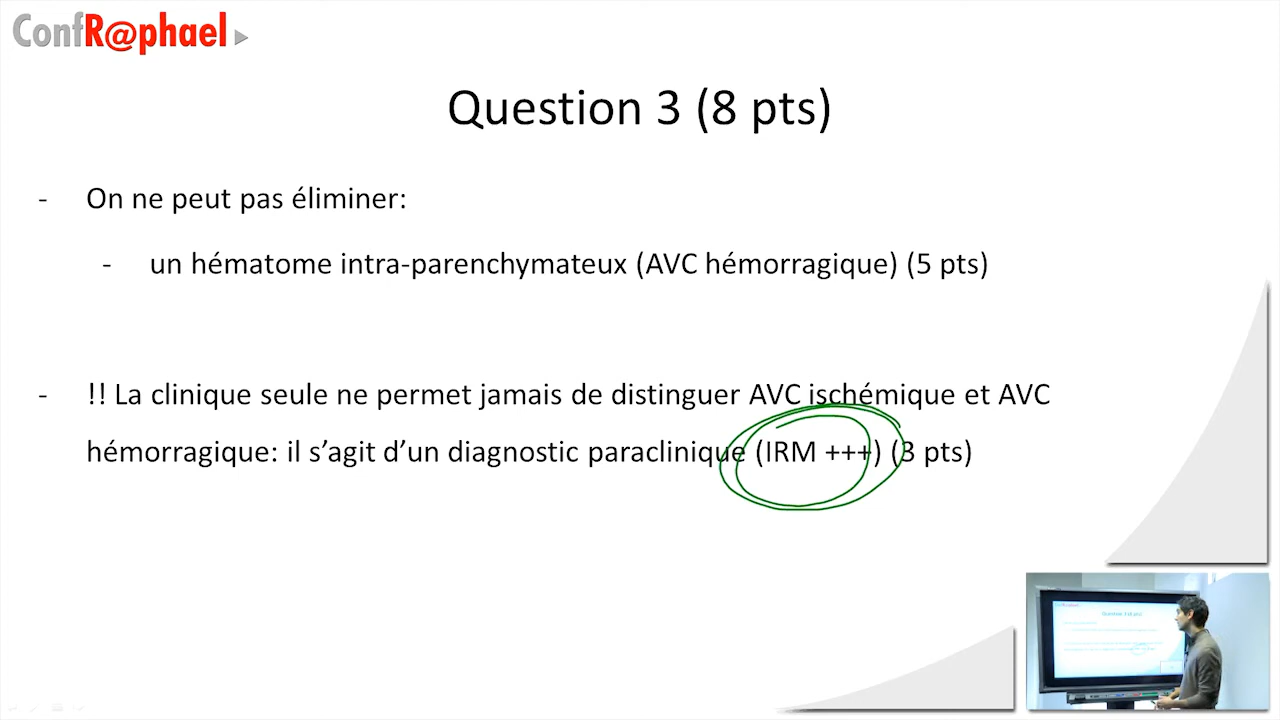 ConfR@phael
Question 3 (8 pts)
- On ne peut pas éliminer:
- un hématome intra-parenchymateux (AVC hémorragique) (5 pts)
- !! La clinique seule ne permet jamais de distinguer AVC ischémique et AVC
hémorragique: il s’agit d’un diagnostic paraclinique (IRM +++) (3 pts)